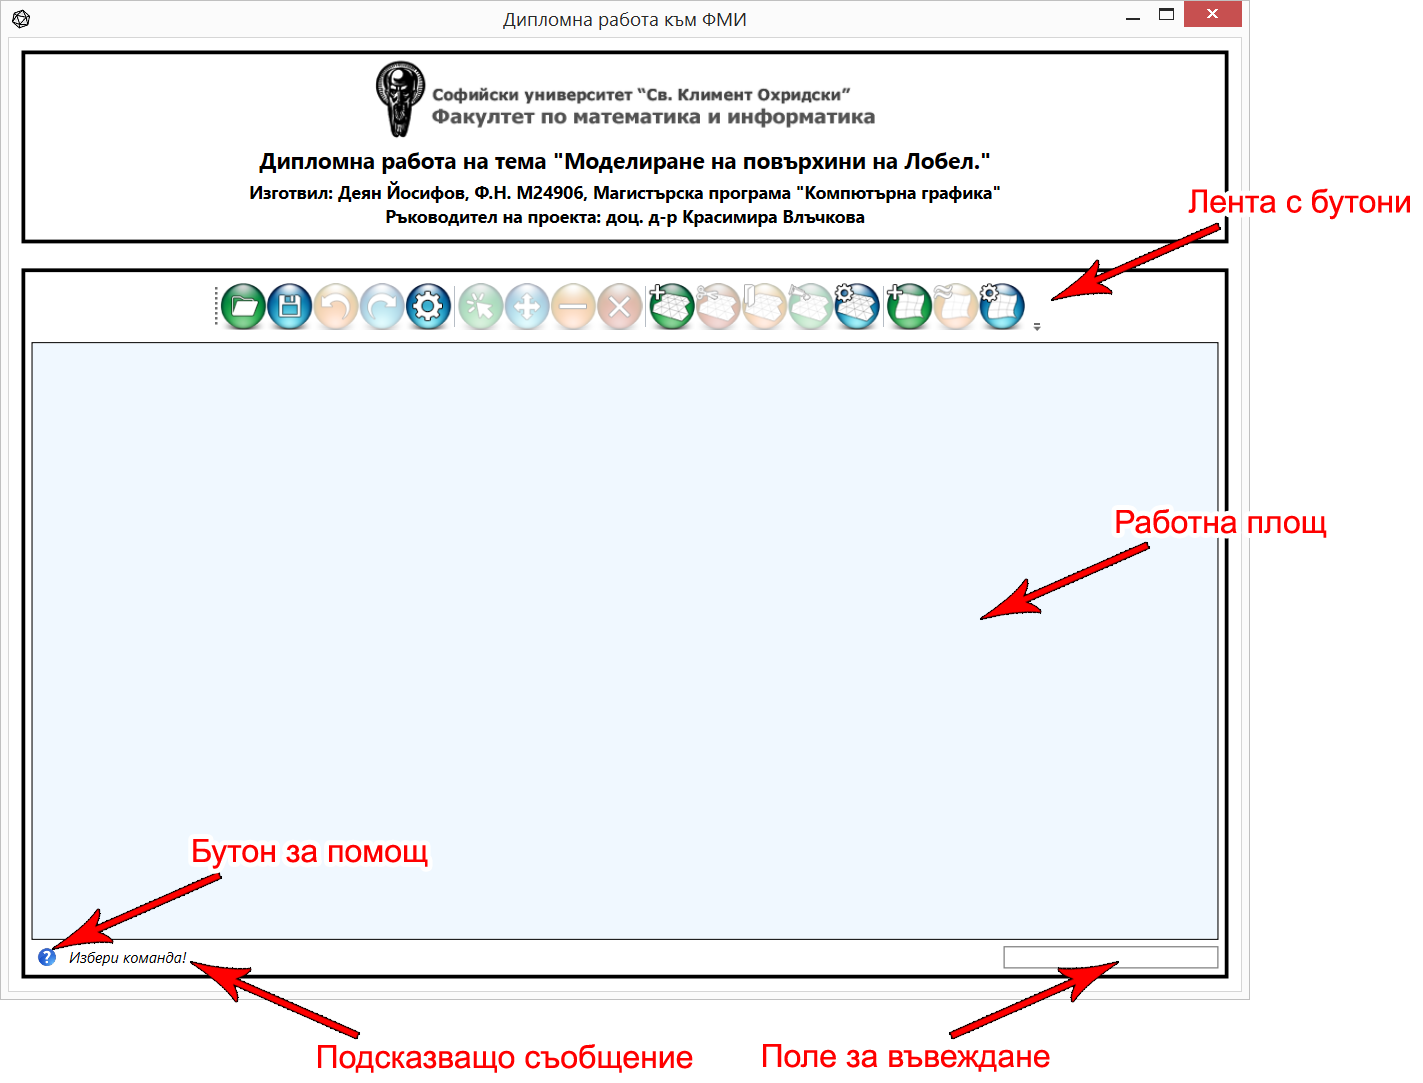 Дипломна работа към ФМИ
Софийски университет “Св. Климент Охридски”
Факултет по математика и информатика
Дипломна работа на тема "Моделиране на повърхини на Лобел."
Изготвил: Деян Йосифов, Ф.Н. М24906, Магистърска програма "Компютърна графика"
Ръководител на проекта: доц. д-р Красимира Влъчкова
Лента с бутони
Работна площ
Бутон за помощ
? Избери команда!
Подсказващо съобщение
Поле за въвеждане